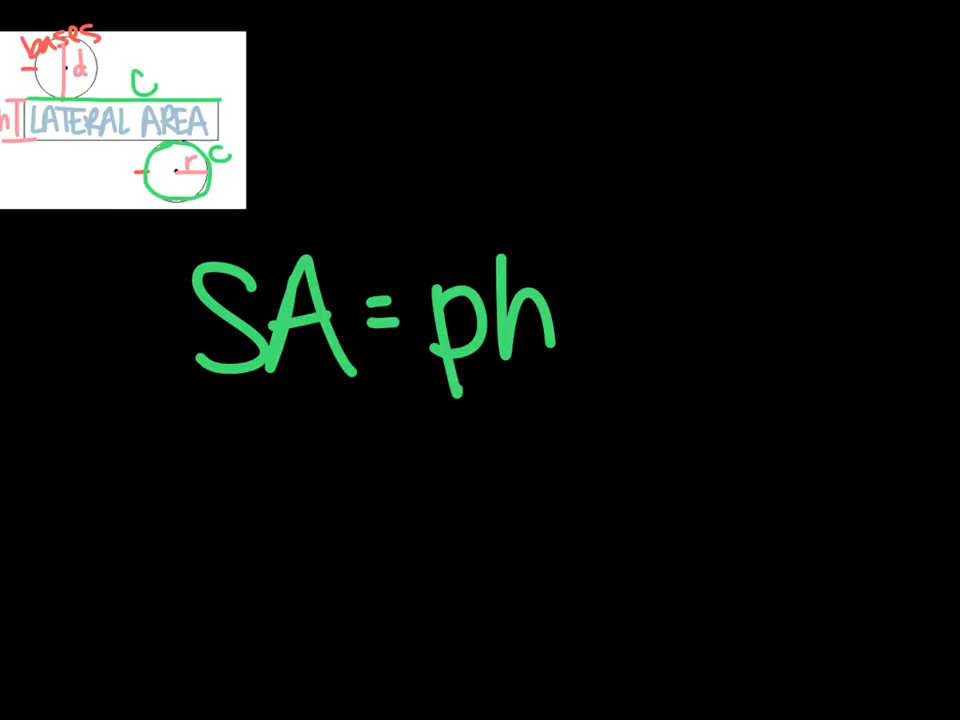 bases
d
C
h LATERAL AREA
r C
SA = ph